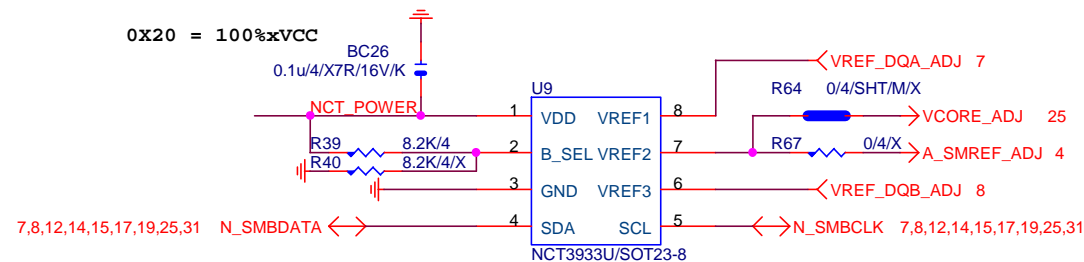 0X20 = 100%xVCC
BC26
0.1u/4/X7R/16V/K
NCT_POWER
R39 8.2K/4
R40 8.2K/4/X
U9
1 VDD VREF1 8
2 B_SEL VREF2 7
3 GND VREF3 6
4 SDA SCL 5
NCT3933U/SOT23-8
VREF_DQA_ADJ 7
R64 0/4/SHT/M/X
VCORE_ADJ 25
R67 0/4/X
A_SMREF_ADJ 4
VREF_DQB_ADJ 8
7,8,12,14,15,17,19,25,31 N_SMBDATA
N_SMBCLK 7,8,12,14,15,17,19,25,31